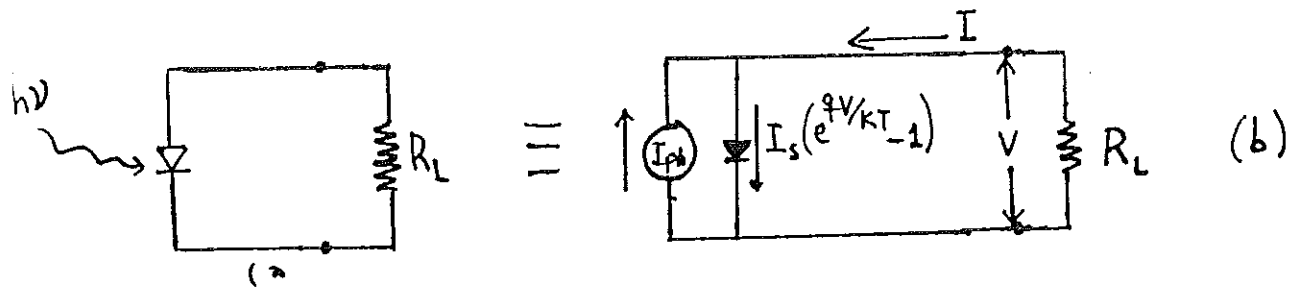 hν
R_L
(a
I
I_ph
I_s(e^{qV/KT}-1)
V
R_L
(b)